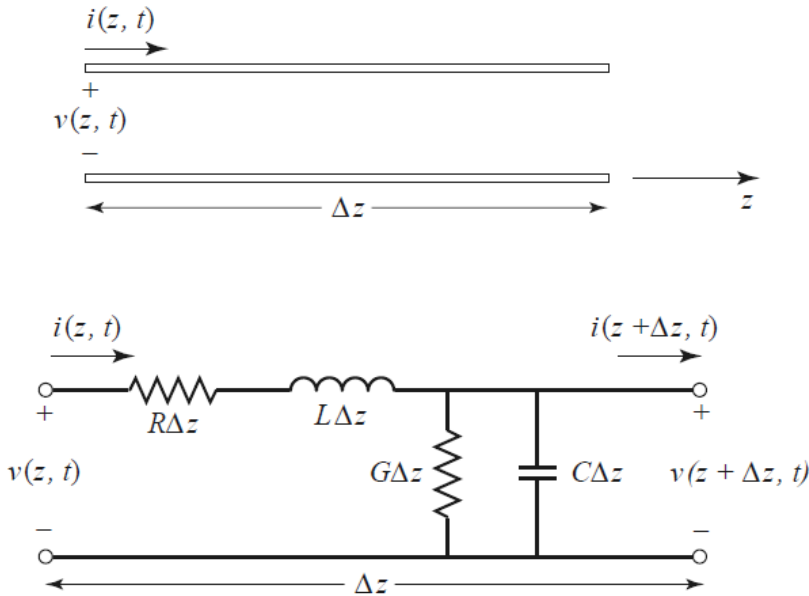 i(z, t)
+
v(z, t)
−
Δz
z
i(z, t)
i(z +Δz, t)
+
RΔz
LΔz
+
v(z, t)
GΔz
CΔz
v(z + Δz, t)
−
−
Δz